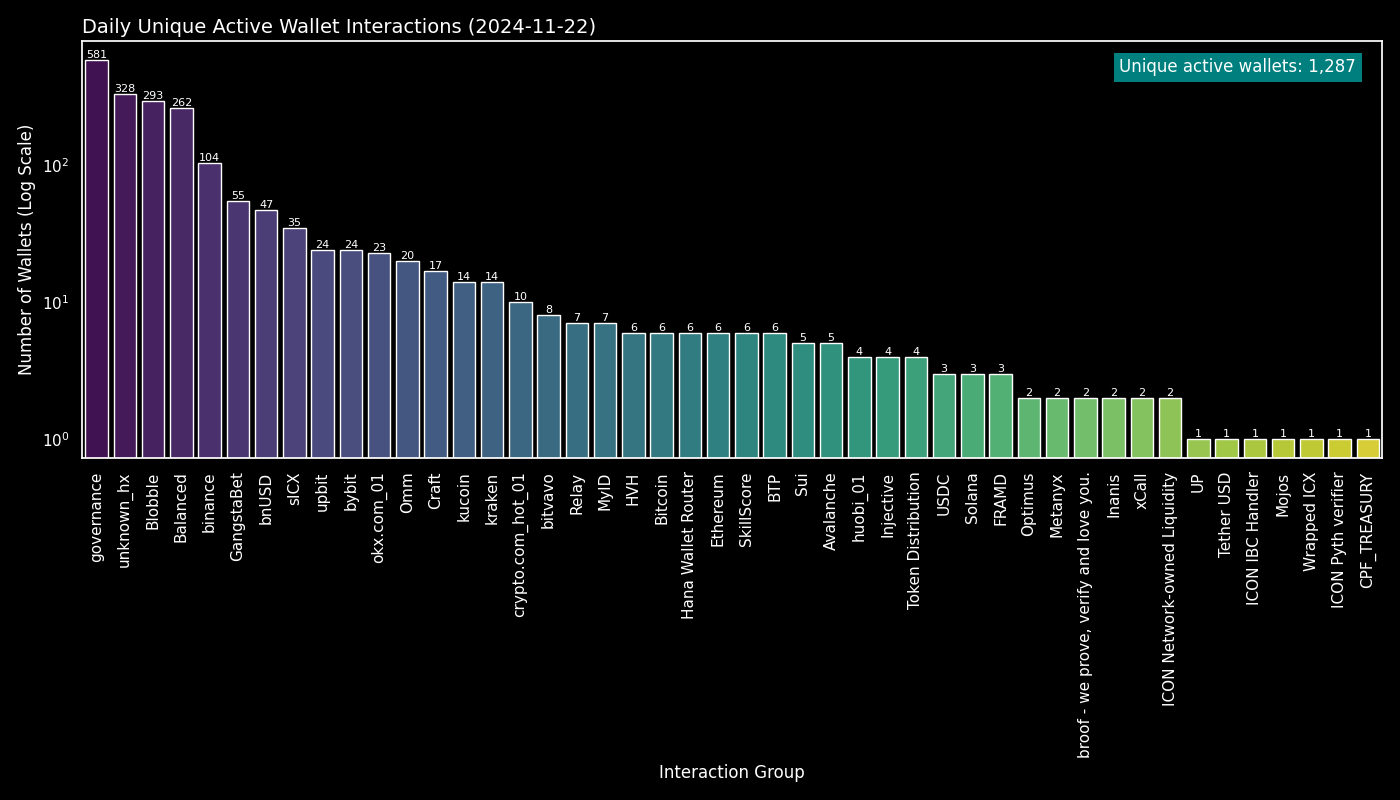 Daily Unique Active Wallet Interactions (2024-11-22)
Unique active wallets: 1,287
Number of Wallets (Log Scale)
10²
10¹
10⁰
581
328
293
262
104
55
47
35
24
24
23
20
17
14
14
10
8
7
7
6
6
6
6
6
6
5
5
4
4
4
3
3
3
2
2
2
2
2
2
1
1
1
1
1
1
1
governance
unknown_hx
Blobble
Balanced
binance
GangstaBet
bnUSD
sICX
upbit
bybit
okx.com_01
Omm
Craft
kucoin
kraken
crypto.com_hot_01
bitvavo
Relay
MyID
HVH
Bitcoin
Hana Wallet Router
Ethereum
SkillScore
BTP
Sui
Avalanche
huobi_01
Injective
Token Distribution
USDC
Solana
FRAMD
Optimus
Metanyx
broof - we prove, verify and love you.
Inanis
xCall
ICON Network-owned Liquidity
UP
Tether USD
ICON IBC Handler
Mojos
Wrapped ICX
ICON Pyth verifier
CPF_TREASURY
Interaction Group